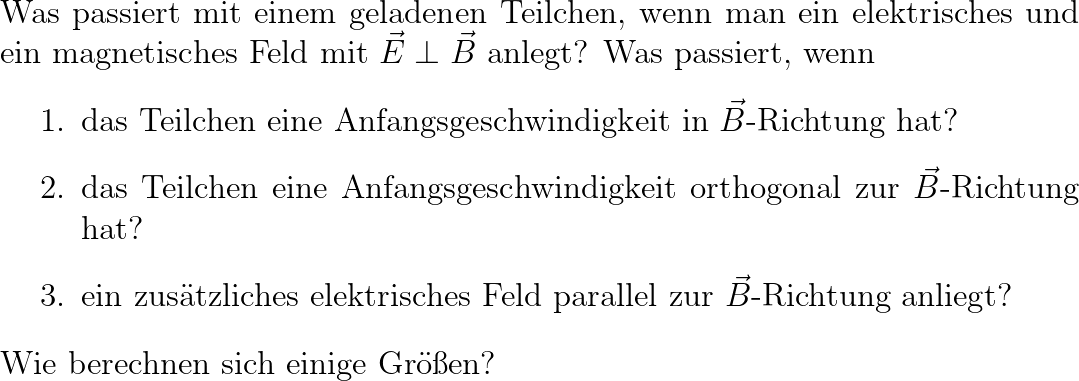 Was passiert mit einem geladenen Teilchen, wenn man ein elektrisches und
ein magnetisches Feld mit $\vec{E} \perp \vec{B}$ anlegt? Was passiert, wenn
1. das Teilchen eine Anfangsgeschwindigkeit in $\vec{B}$-Richtung hat?
2. das Teilchen eine Anfangsgeschwindigkeit orthogonal zur $\vec{B}$-Richtung
hat?
3. ein zusätzliches elektrisches Feld parallel zur $\vec{B}$-Richtung anliegt?
Wie berechnen sich einige Größen?